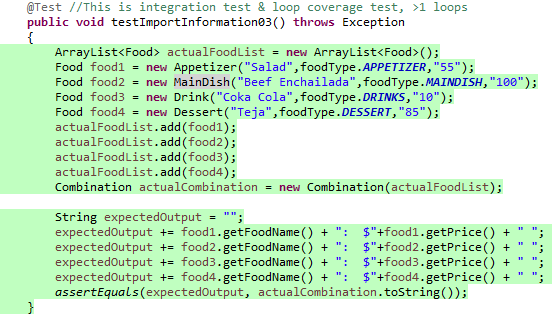 @Test //This is integration test & loop coverage test, >1 loops
public void testImportInformation03() throws Exception
{
ArrayList<Food> actualFoodList = new ArrayList<Food>();
Food food1 = new Appetizer("Salad",foodType.APPETIZER,"55");
Food food2 = new MainDish("Beef Enchailada",foodType.MAINDISH,"100");
Food food3 = new Drink("Coka Cola",foodType.DRINKS,"10");
Food food4 = new Dessert("Teja",foodType.DESSERT,"85");
actualFoodList.add(food1);
actualFoodList.add(food2);
actualFoodList.add(food3);
actualFoodList.add(food4);
Combination actualCombination = new Combination(actualFoodList);
String expectedOutput = "";
expectedOutput += food1.getFoodName() + ":  $"+food1.getPrice() + " ";
expectedOutput += food2.getFoodName() + ":  $"+food2.getPrice() + " ";
expectedOutput += food3.getFoodName() + ":  $"+food3.getPrice() + " ";
expectedOutput += food4.getFoodName() + ":  $"+food4.getPrice() + " ";
assertEquals(expectedOutput, actualCombination.toString());
}